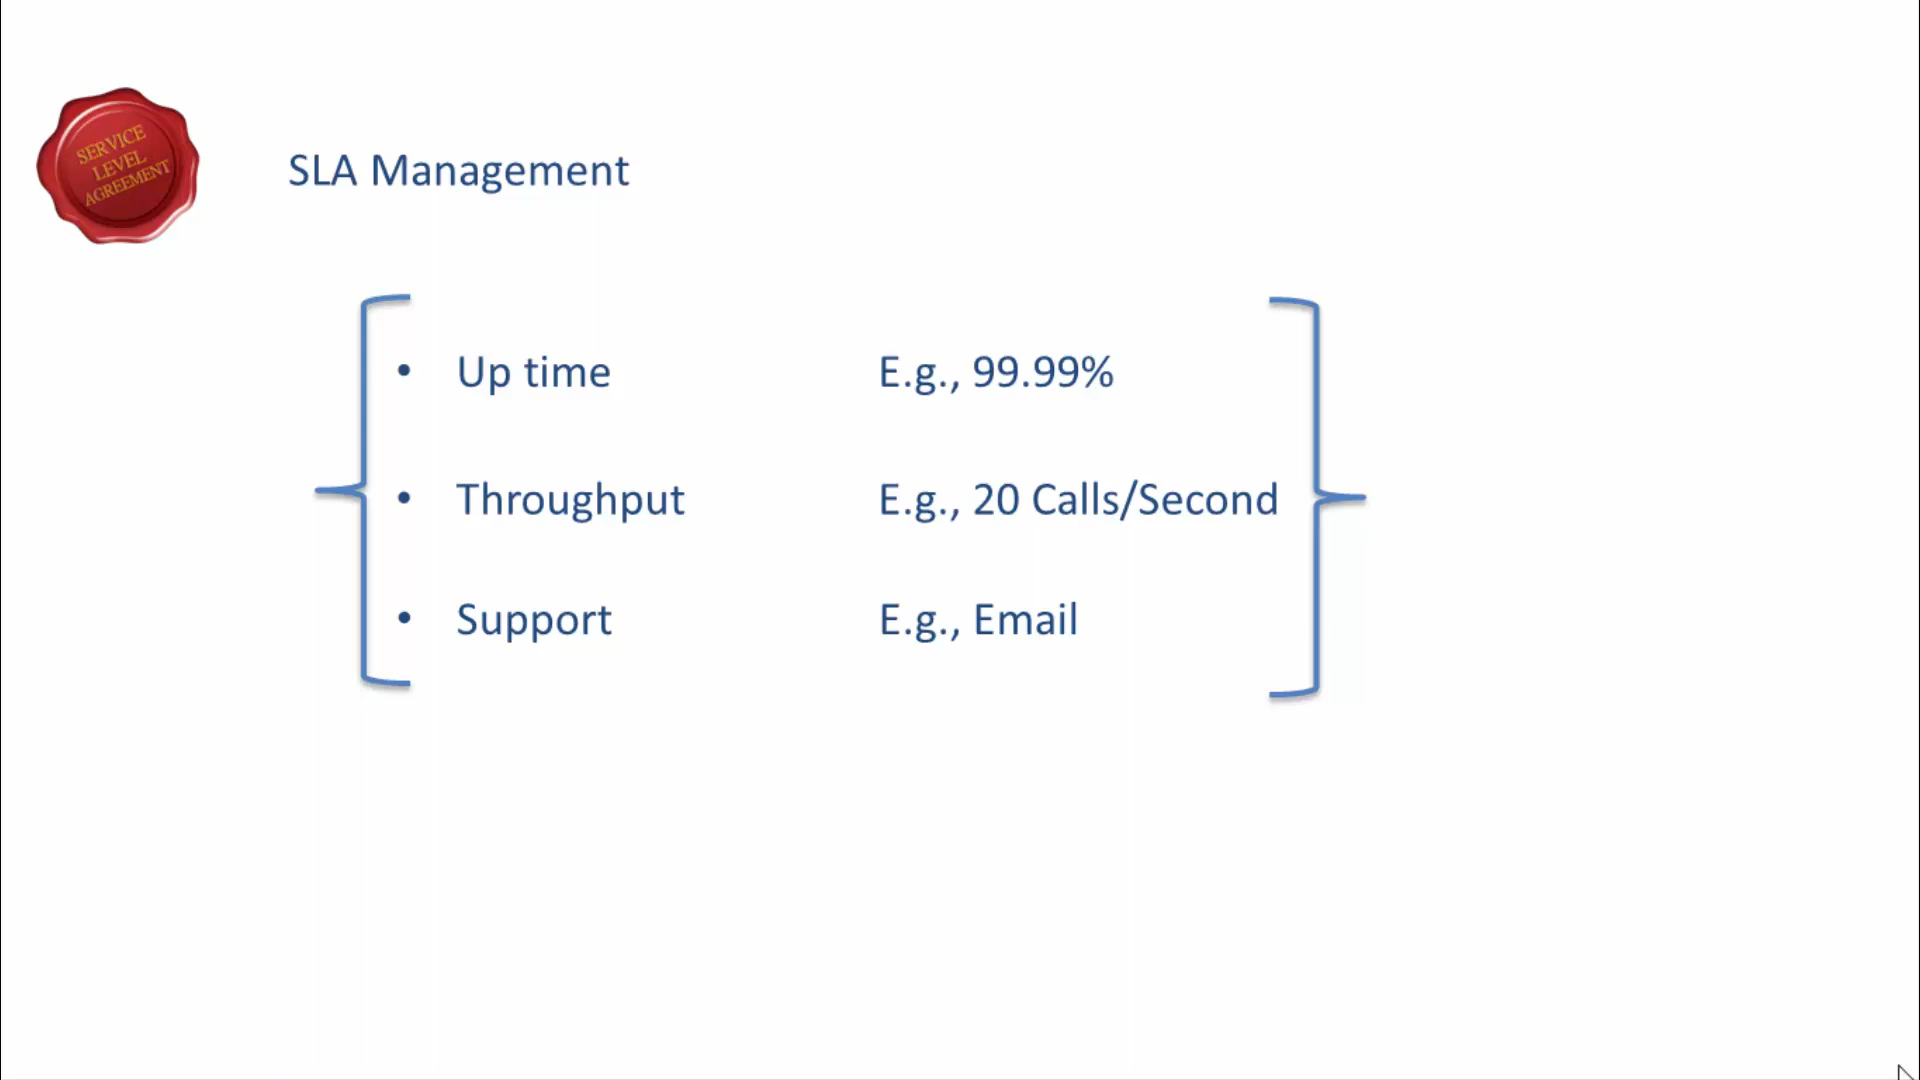 SERVICE
LEVEL
AGREEMENT
SLA Management
• Up time E.g., 99.99%
• Throughput E.g., 20 Calls/Second
• Support E.g., Email